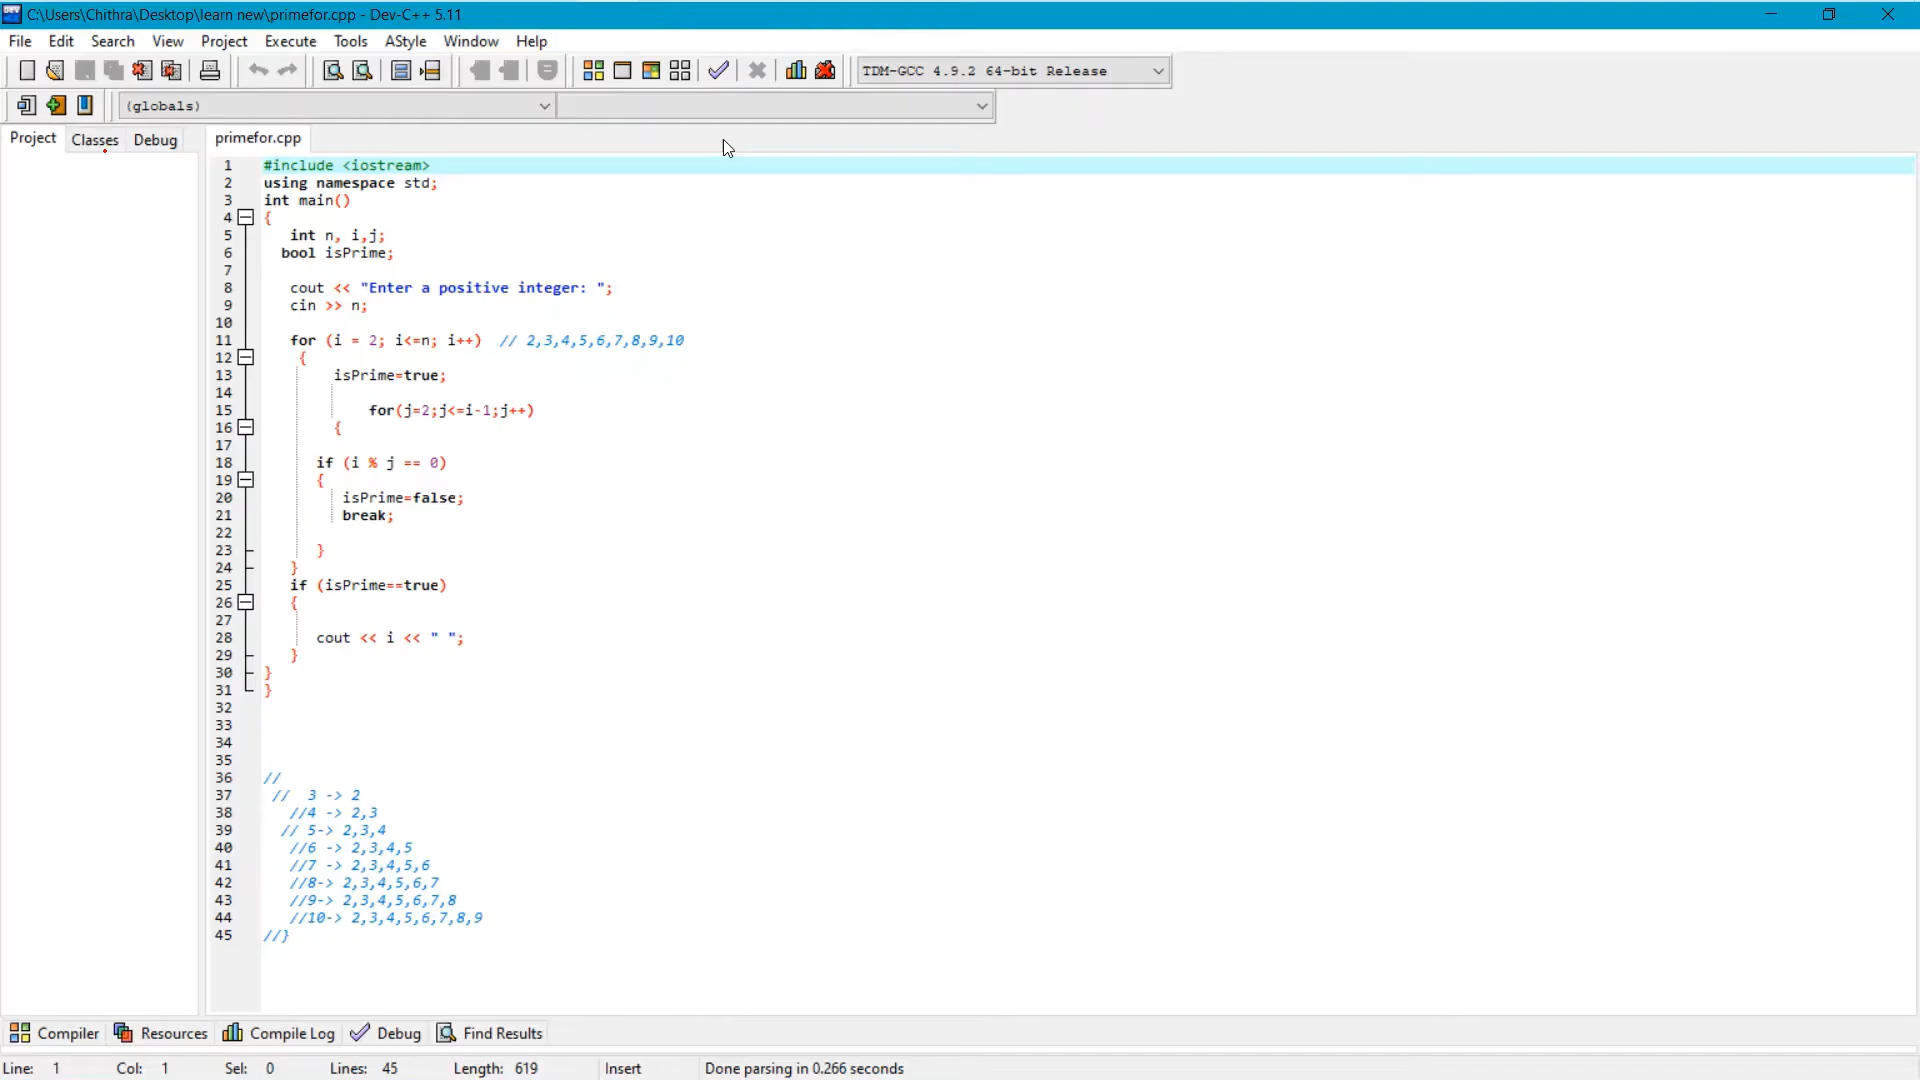 C:\Users\Chithra\Desktop\learn new\primefor.cpp - Dev-C++ 5.11
File Edit Search View Project Execute Tools AStyle Window Help
TDM-GCC 4.9.2 64-bit Release
(globals)
Project Classes Debug primefor.cpp
1 #include <iostream>
2 using namespace std;
3 int main()
4 {
5 int n, i,j;
6 bool isPrime;
7
8 cout << "Enter a positive integer: ";
9 cin >> n;
10
11 for (i = 2; i<=n; i++) // 2,3,4,5,6,7,8,9,10
12 {
13 isPrime=true;
14
15 for(j=2;j<=i-1;j++)
16 {
17
18 if (i % j == 0)
19 {
20 isPrime=false;
21 break;
22
23 }
24 }
25 if (isPrime==true)
26 {
27
28 cout << i << " ";
29 }
30 }
31 }
32
33
34
35
36 //
37 // 3 -> 2
38 //4 -> 2,3
39 // 5-> 2,3,4
40 //6 -> 2,3,4,5
41 //7 -> 2,3,4,5,6
42 //8-> 2,3,4,5,6,7
43 //9-> 2,3,4,5,6,7,8
44 //10-> 2,3,4,5,6,7,8,9
45 //}
Compiler Resources Compile Log Debug Find Results
Line: 1 Col: 1 Sel: 0 Lines: 45 Length: 619 Insert Done parsing in 0.266 seconds